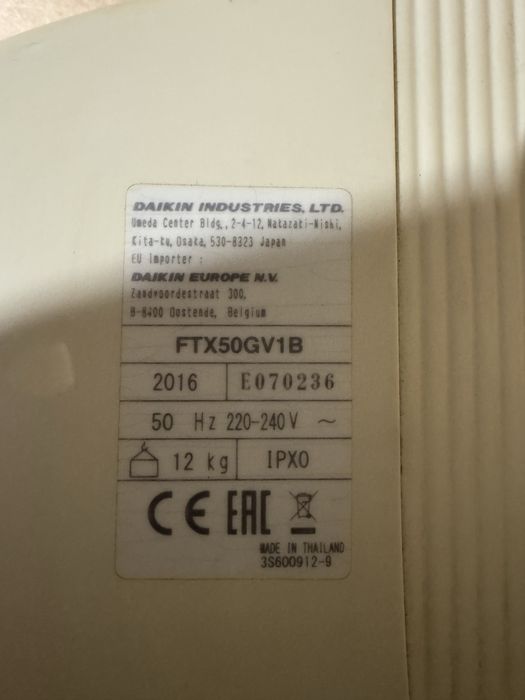 DAIKIN INDUSTRIES, LTD.
Umeda Center Bldg., 2-4-12, Nakazaki-Nishi,
Kita-ku, Osaka, 530-8323 Japan
EU Importer :
DAIKIN EUROPE N.V.
Zandvoordestraat 300,
B-8400 Oostende, Belgium
FTX50GV1B
2016 E070236
50 Hz 220-240 V ~
12 kg IPX0
CE EAC
MADE IN THAILAND
3S600912-9